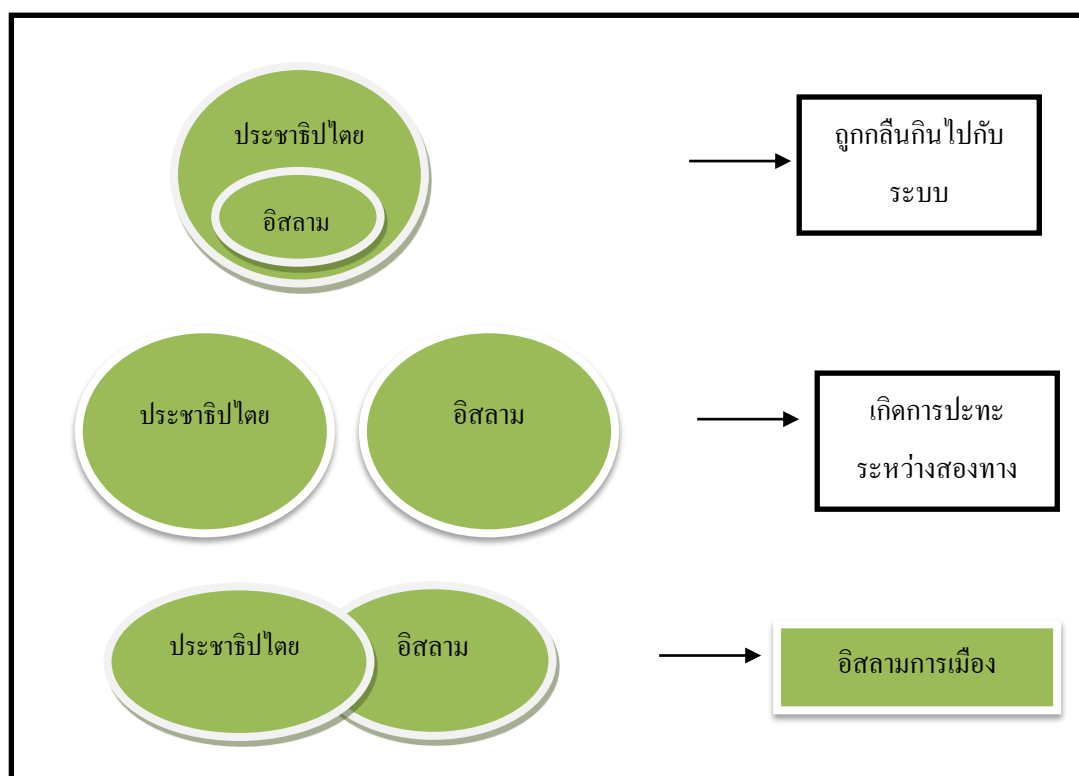 ประชาธิปไตย
อิสลาม
ถูกกลืนกินไปกับ
ระบบ
ประชาธิปไตย
อิสลาม
เกิดการปะทะ
ระหว่างสองทาง
ประชาธิปไตย
อิสลาม
อิสลามการเมือง